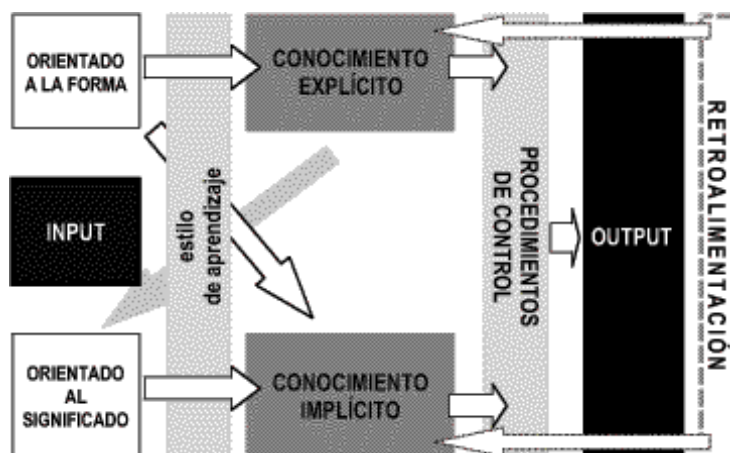 ORIENTADO
A LA FORMA
CONOCIMIENTO
EXPLÍCITO
INPUT
estilo
de aprendizaje
PROCEDIMIENTOS
DE CONTROL
OUTPUT
RETROALIMENTACIÓN
ORIENTADO
AL
SIGNIFICADO
CONOCIMIENTO
IMPLÍCITO